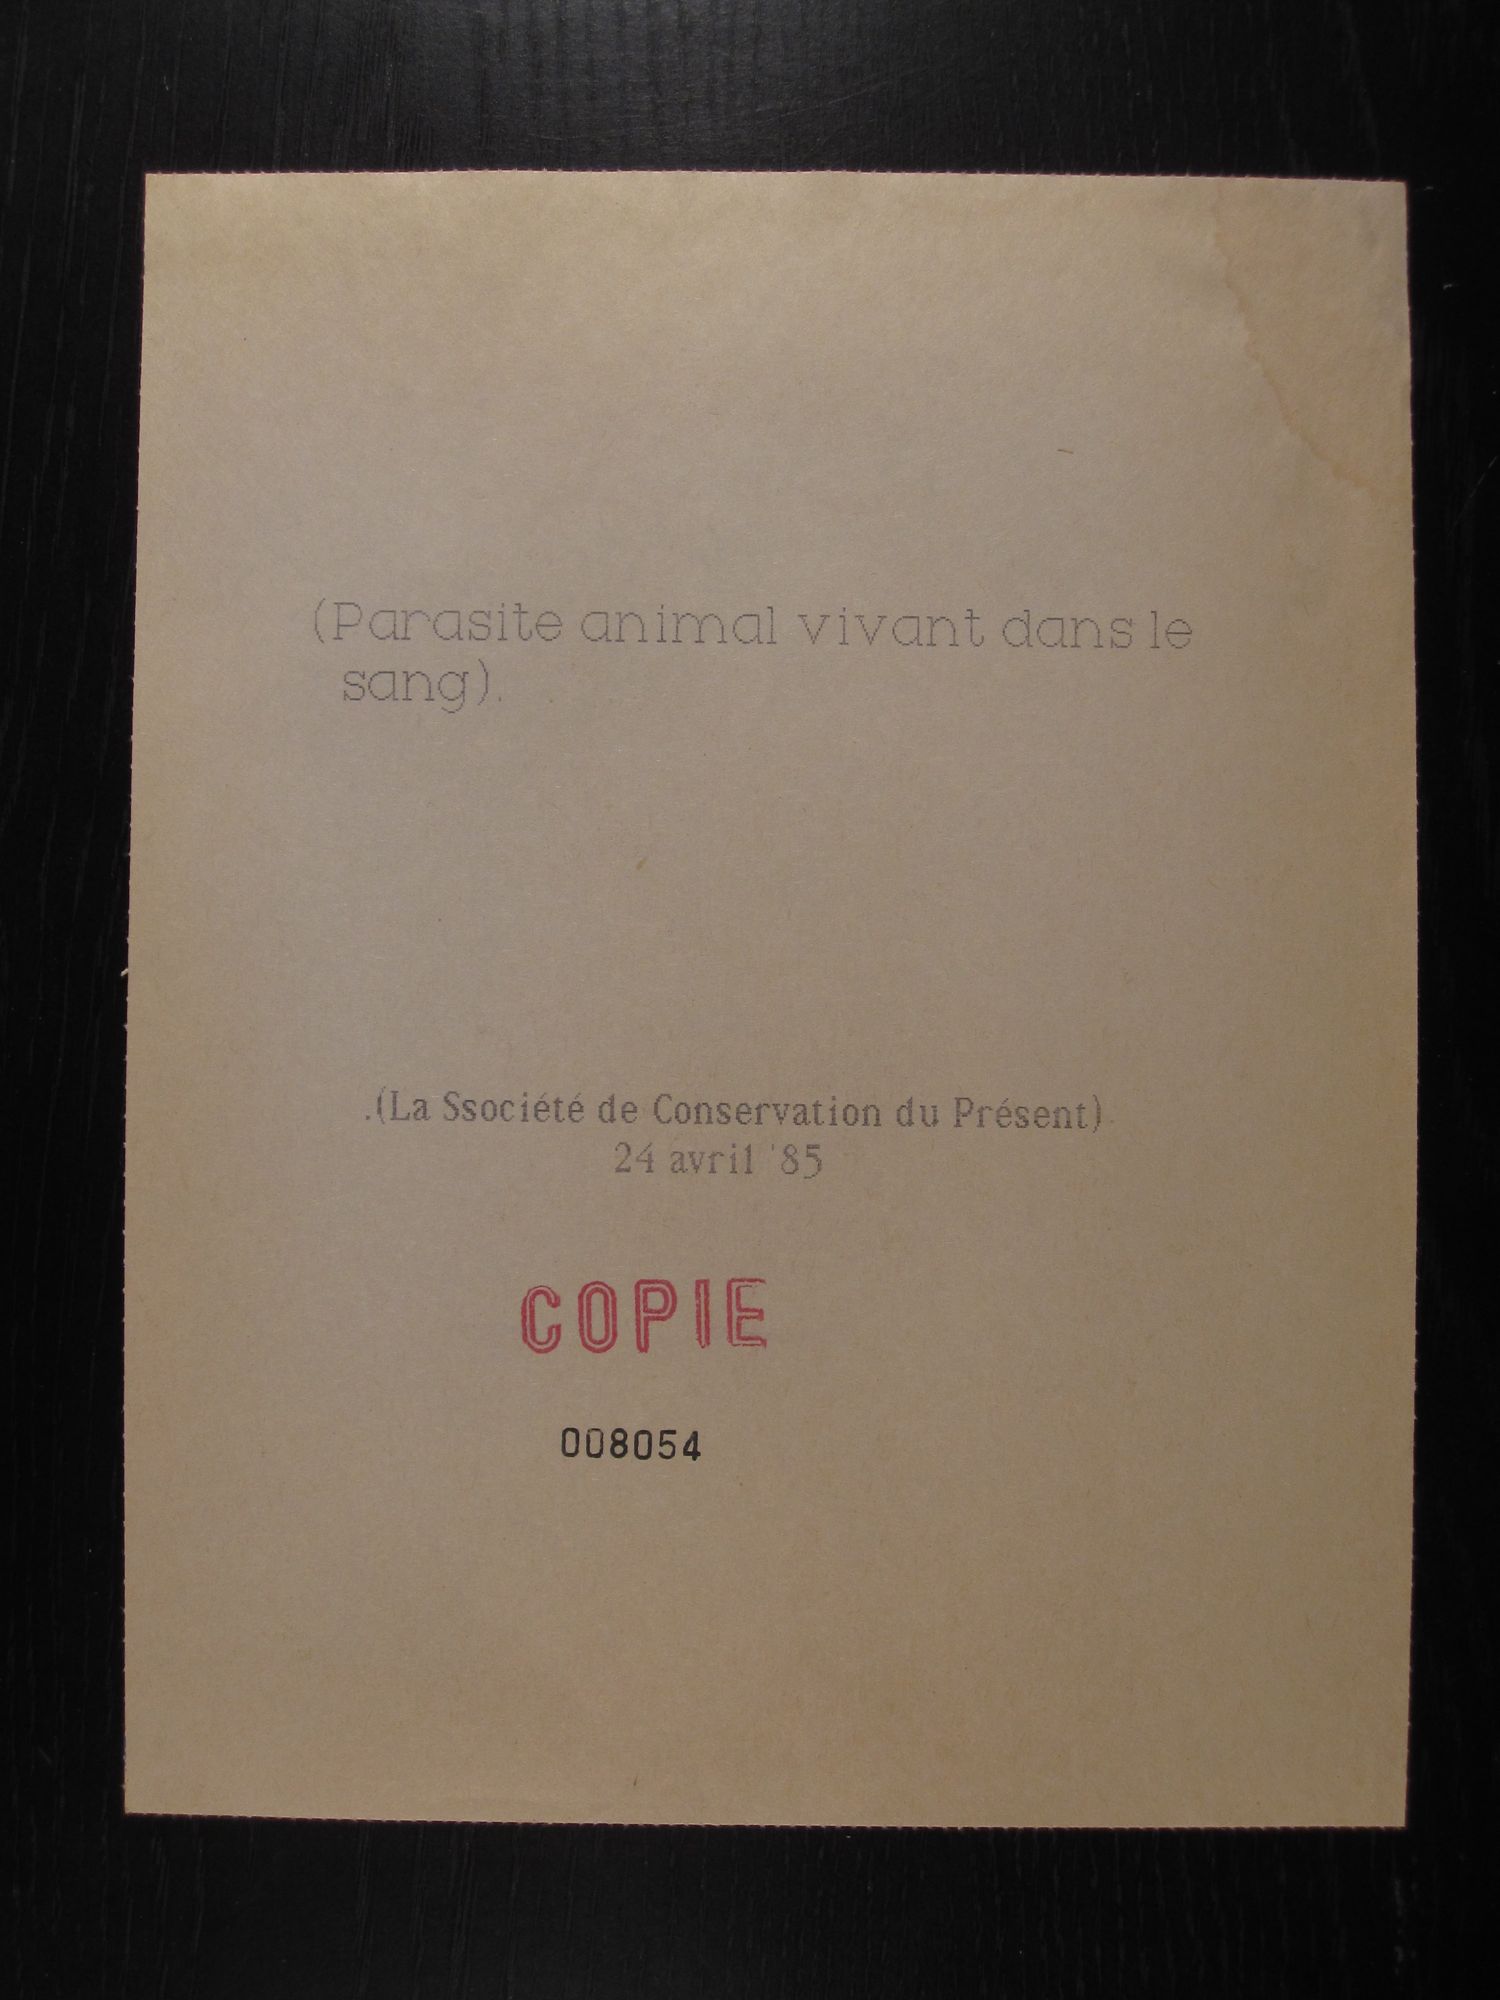 (Parasite animal vivant dans le
sang).
.(La Ssociété de Conservation du Présent)
24 avril '85
COPIE
008054